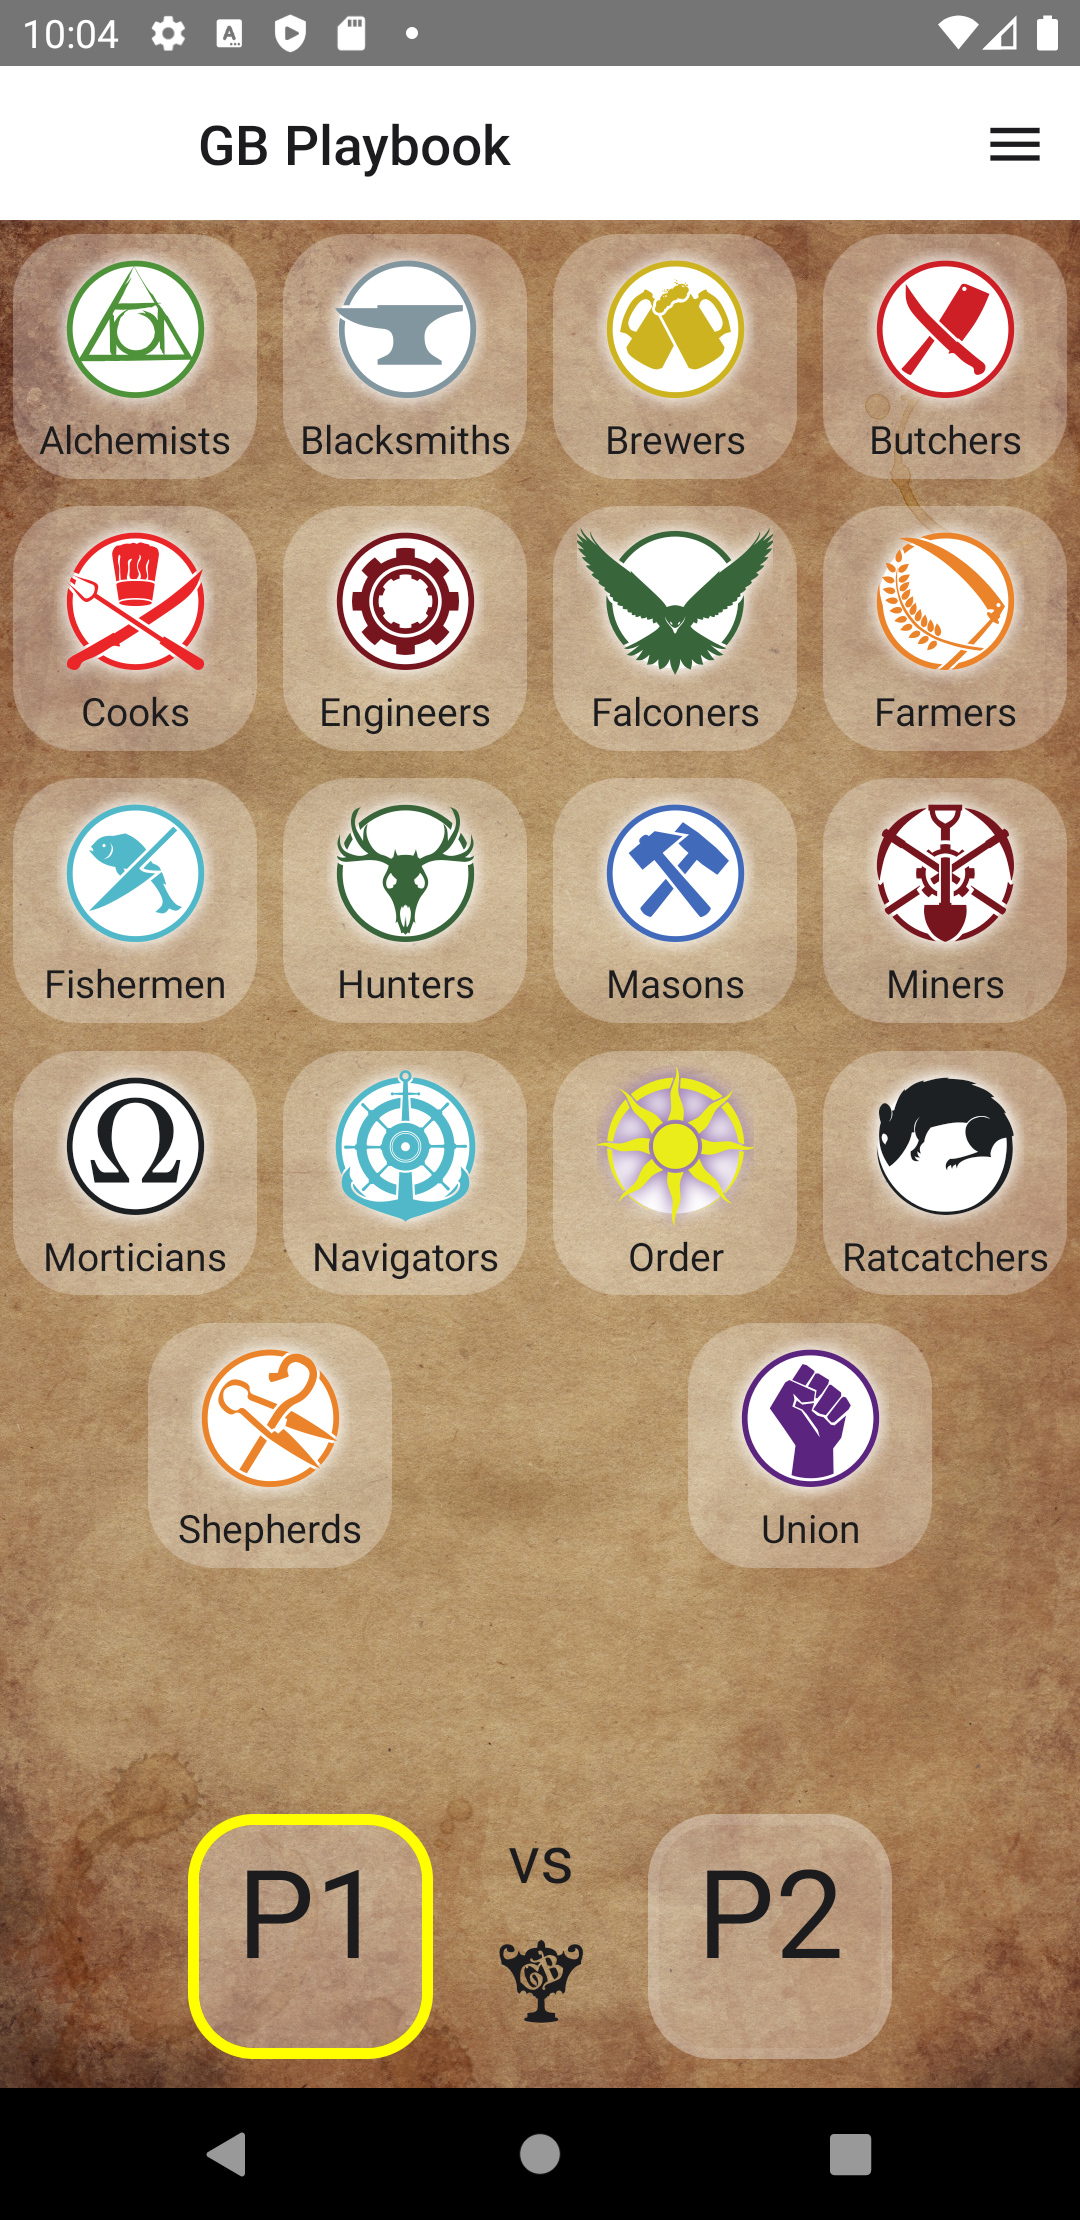 10:04
GB Playbook
Alchemists Blacksmiths Brewers Butchers
Cooks Engineers Falconers Farmers
Fishermen Hunters Masons Miners
Morticians Navigators Order Ratcatchers
Shepherds Union
P1 vs P2
GB